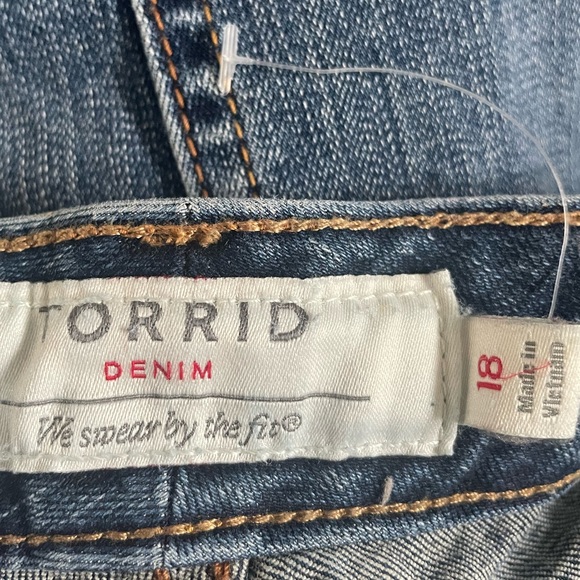 TORRID
DENIM
We swear by the fit®
18
Made in
Vietnam